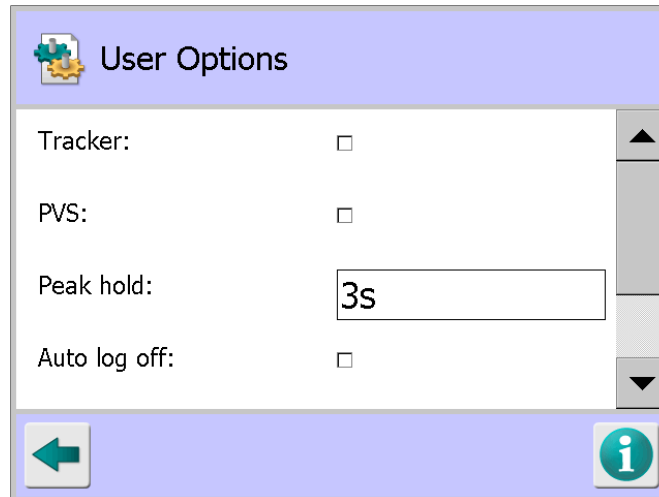 User Options
Tracker:
PVS:
Peak hold:
3s
Auto log off: